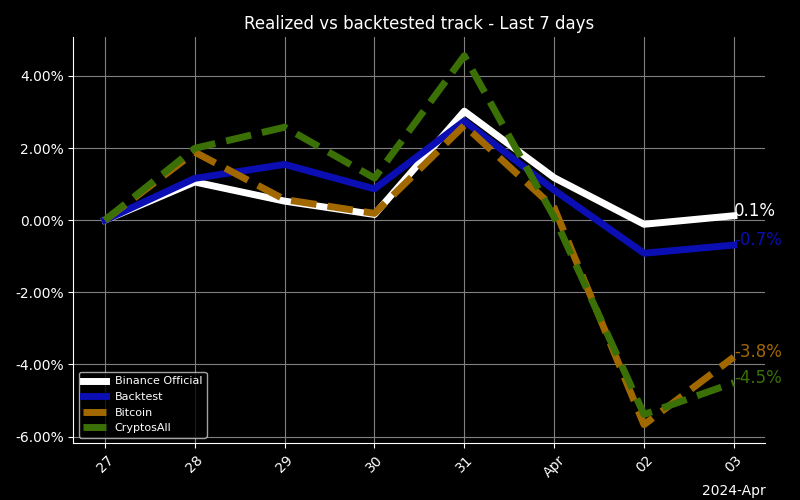 Realized vs backtested track - Last 7 days
4.00%
2.00%
0.00%
-2.00%
-4.00%
-6.00%
0.1%
-0.7%
-3.8%
-4.5%
Binance Official
Backtest
Bitcoin
CryptosAll
27
28
29
30
31
Apr
02
03
2024-Apr